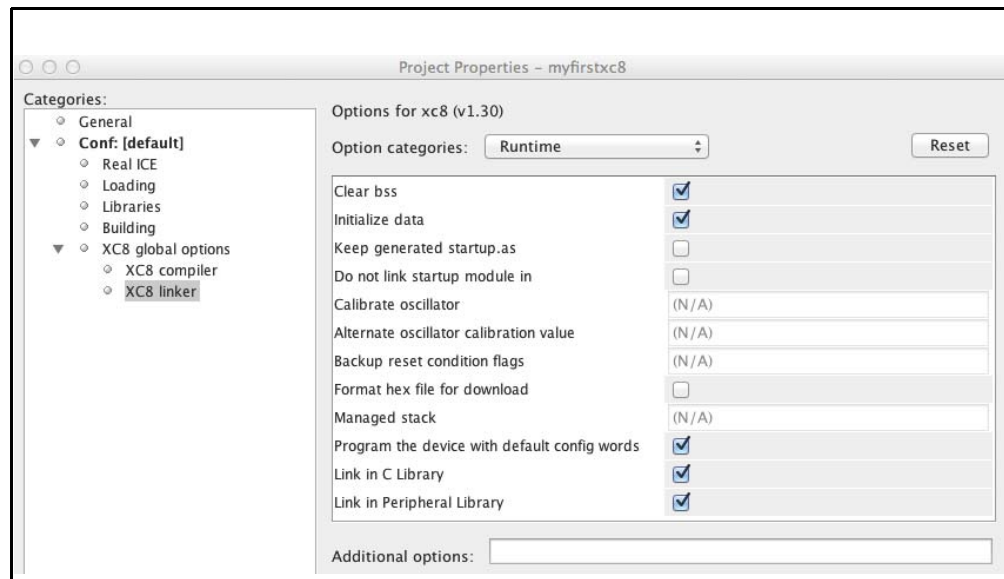 Project Properties – myfirstxc8
Categories:
General
Conf: [default]
Real ICE
Loading
Libraries
Building
XC8 global options
XC8 compiler
XC8 linker
Options for xc8 (v1.30)
Option categories: Runtime Reset
Clear bss
Initialize data
Keep generated startup.as
Do not link startup module in
Calibrate oscillator (N/A)
Alternate oscillator calibration value (N/A)
Backup reset condition flags (N/A)
Format hex file for download
Managed stack (N/A)
Program the device with default config words
Link in C Library
Link in Peripheral Library
Additional options: